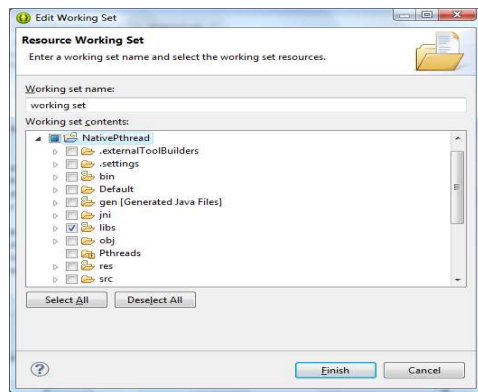 Edit Working Set
Resource Working Set
Enter a working set name and select the working set resources.
Working set name:
working set
Working set contents:
NativePthread
.externalToolBuilders
.settings
bin
Default
gen [Generated Java Files]
jni
libs
obj
Pthreads
res
src
Select All Deselect All
? Finish Cancel